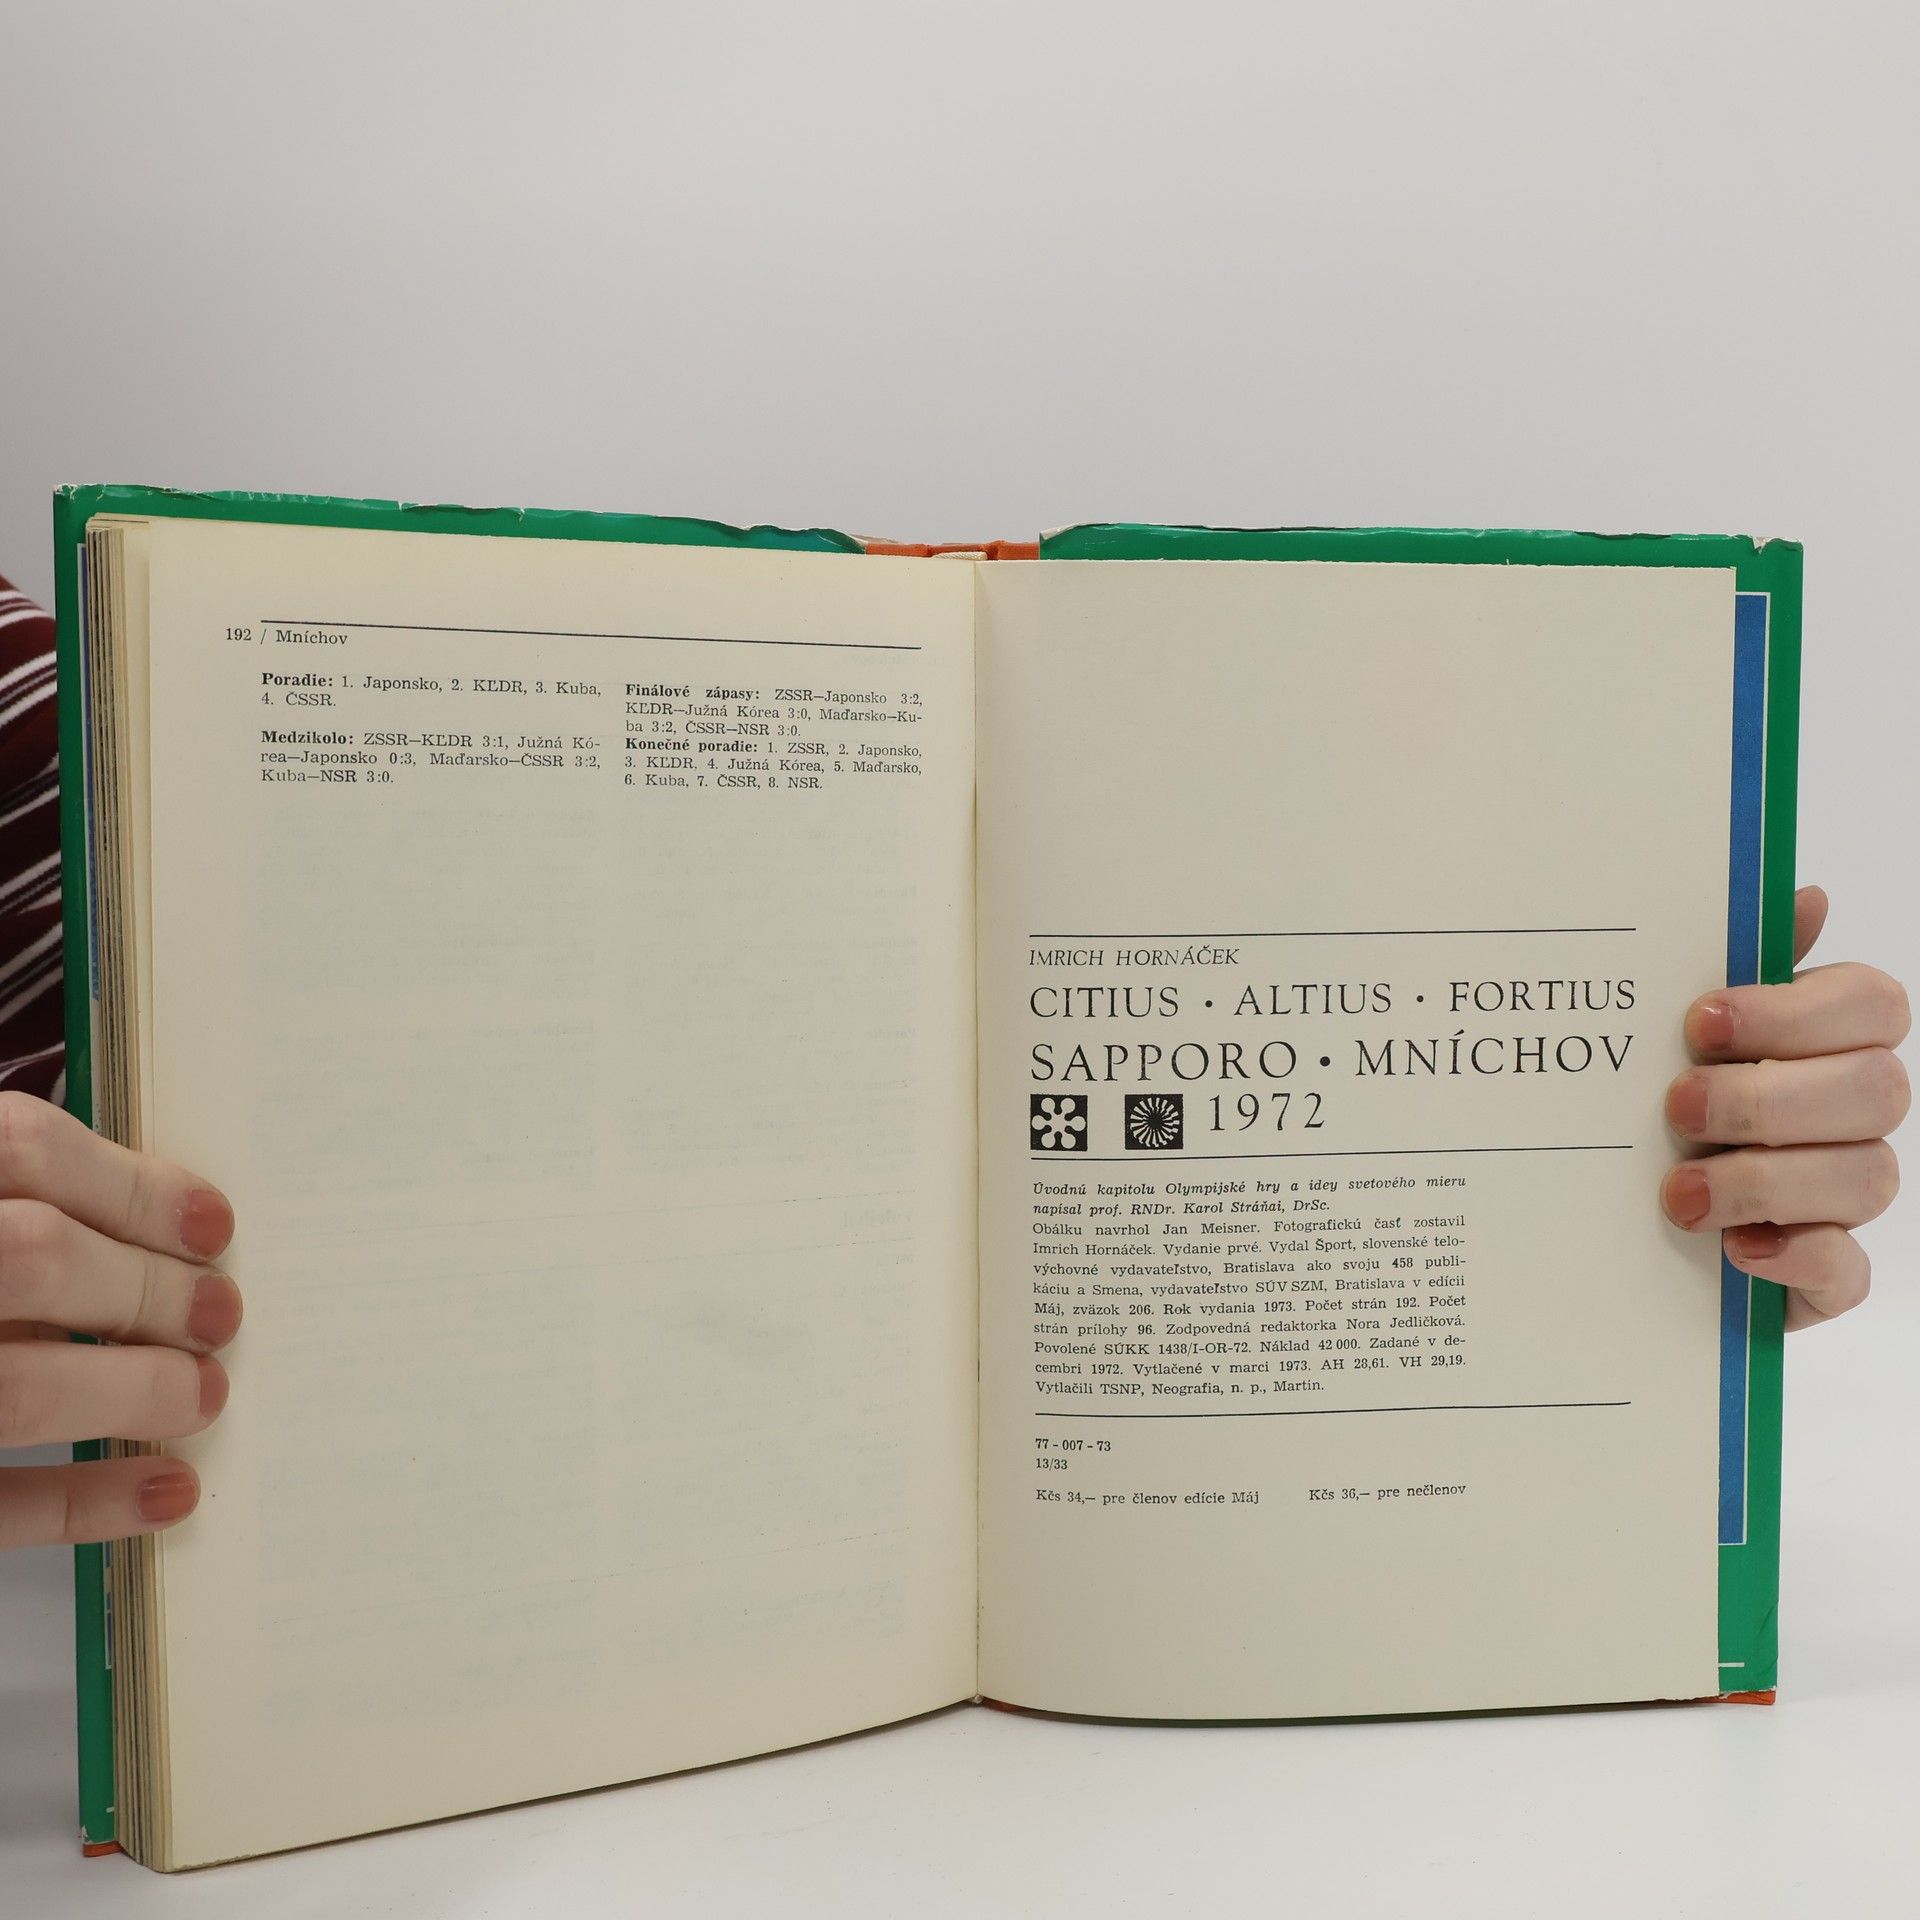 192 / Mníchov
Poradie: 1. Japonsko, 2. KĽDR, 3. Kuba,
4. ČSSR.
Medzikolo: ZSSR—KĽDR 3:1, Južná Kó-
rea—Japonsko 0:3, Maďarsko—ČSSR 3:2,
Kuba—NSR 3:0.
Finálové zápasy: ZSSR—Japonsko 3:2,
KĽDR—Južná Kórea 3:0, Maďarsko—Ku-
ba 3:2, ČSSR—NSR 3:0.
Konečné poradie: 1. ZSSR, 2. Japonsko,
3. KĽDR, 4. Južná Kórea, 5. Maďarsko,
6. Kuba, 7. ČSSR, 8. NSR.
IMRICH HORNÁČEK
CITIUS · ALTIUS · FORTIUS
SAPPORO · MNÍCHOV
1972
Úvodnú kapitolu Olympijské hry a idey svetového mieru
napísal prof. RNDr. Karol Stráňai, DrSc.
Obálku navrhol Jan Meisner. Fotografickú časť zostavil
Imrich Hornáček. Vydanie prvé. Vydal Šport, slovenské telo-
výchovné vydavateľstvo, Bratislava ako svoju 458 publi-
káciu a Smena, vydavateľstvo SÚV SZM, Bratislava v edícii
Máj, zväzok 206. Rok vydania 1973. Počet strán 192. Počet
strán prílohy 96. Zodpovedná redaktorka Nora Jedličková.
Povolené SÚKK 1438/I-OR-72. Náklad 42 000. Zadané v de-
cembri 1972. Vytlačené v marci 1973. AH 28,61. VH 29,19.
Vytlačili TSNP, Neografia, n. p., Martin.
77 - 007 - 73
13/33
Kčs 34,— pre členov edície Máj Kčs 36,— pre nečlenov